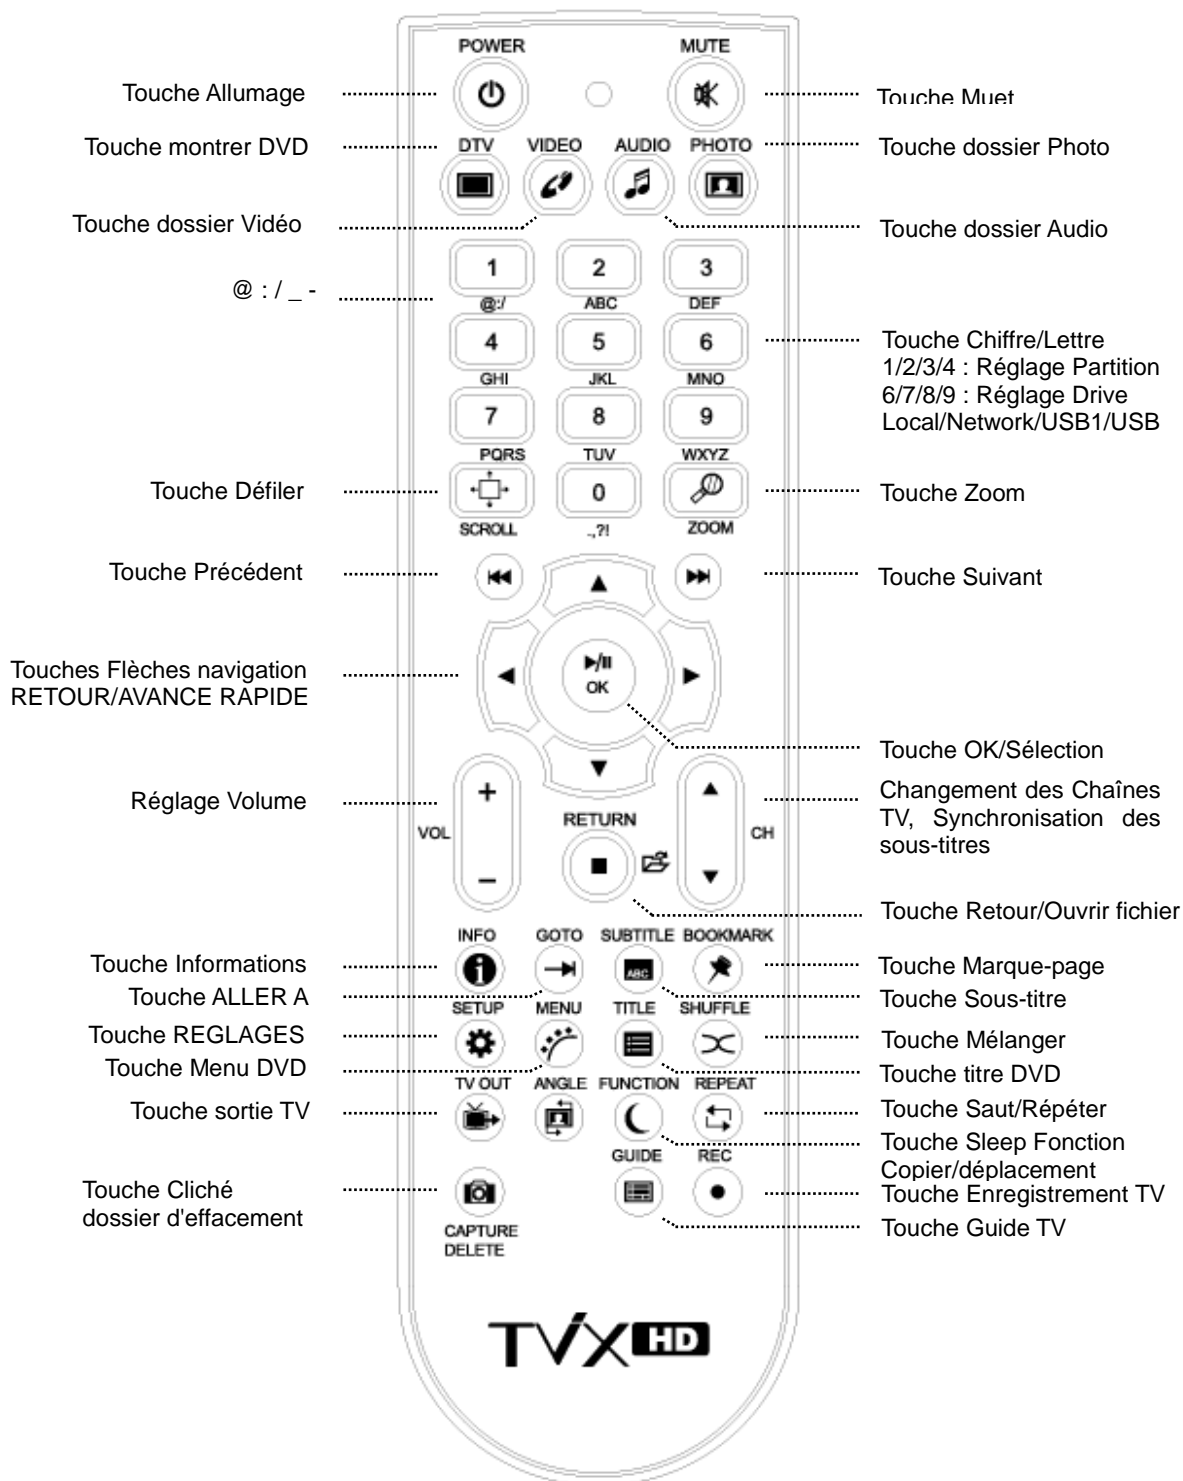 POWER MUTE
Touche Allumage
Touche Muet
DTV VIDEO AUDIO PHOTO
Touche montrer DVD
Touche dossier Photo
Touche dossier Vidéo
Touche dossier Audio
1 2 3
@ : / _ -
@:/ ABC DEF
4 5 6
Touche Chiffre/Lettre
1/2/3/4 : Réglage Partition
6/7/8/9 : Réglage Drive
Local/Network/USB1/USB
GHI JKL MNO
7 8 9
PQRS TUV WXYZ
Touche Défiler
0
Touche Zoom
SCROLL .,?! ZOOM
Touche Précédent
Touche Suivant
Touches Flèches navigation
RETOUR/AVANCE RAPIDE
OK
Touche OK/Sélection
Réglage Volume
+
VOL
−
RETURN
CH
Changement des Chaînes
TV, Synchronisation des
sous-titres
Touche Retour/Ouvrir fichier
INFO GOTO SUBTITLE BOOKMARK
ABC
Touche Informations
Touche Marque-page
Touche ALLER A
Touche Sous-titre
SETUP MENU TITLE SHUFFLE
Touche REGLAGES
Touche Mélanger
Touche Menu DVD
Touche titre DVD
TV OUT ANGLE FUNCTION REPEAT
Touche sortie TV
Touche Saut/Répéter
Touche Sleep Fonction
Copier/déplacement
GUIDE REC
Touche Cliché
dossier d'effacement
Touche Enregistrement TV
Touche Guide TV
CAPTURE
DELETE
TViX HD